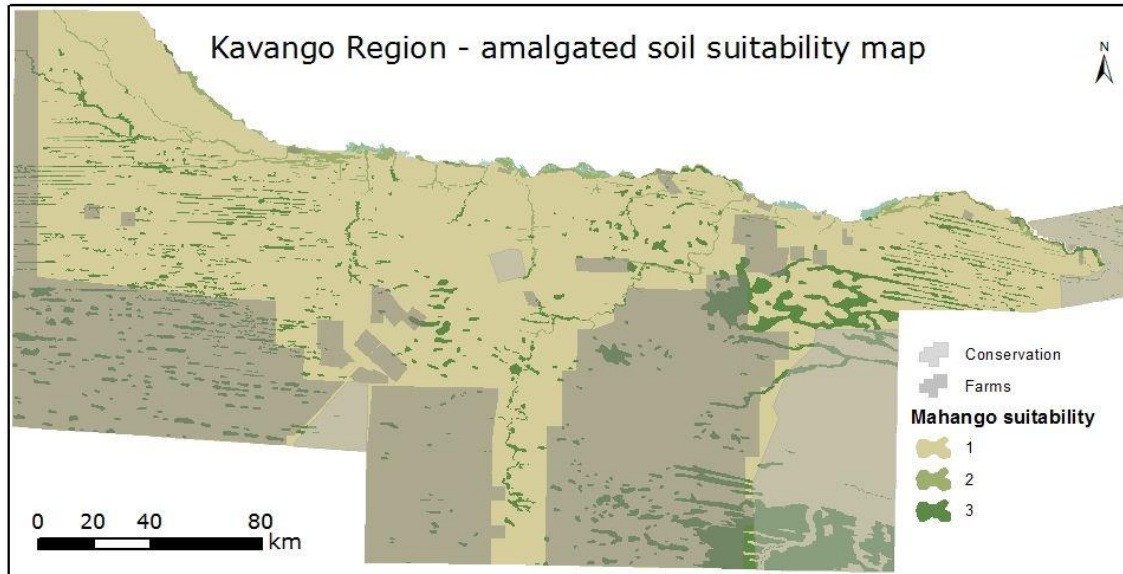 Kavango Region - amalgated soil suitability map
N
Conservation
Farms
Mahango suitability
1
2
3
0 20 40 80
km